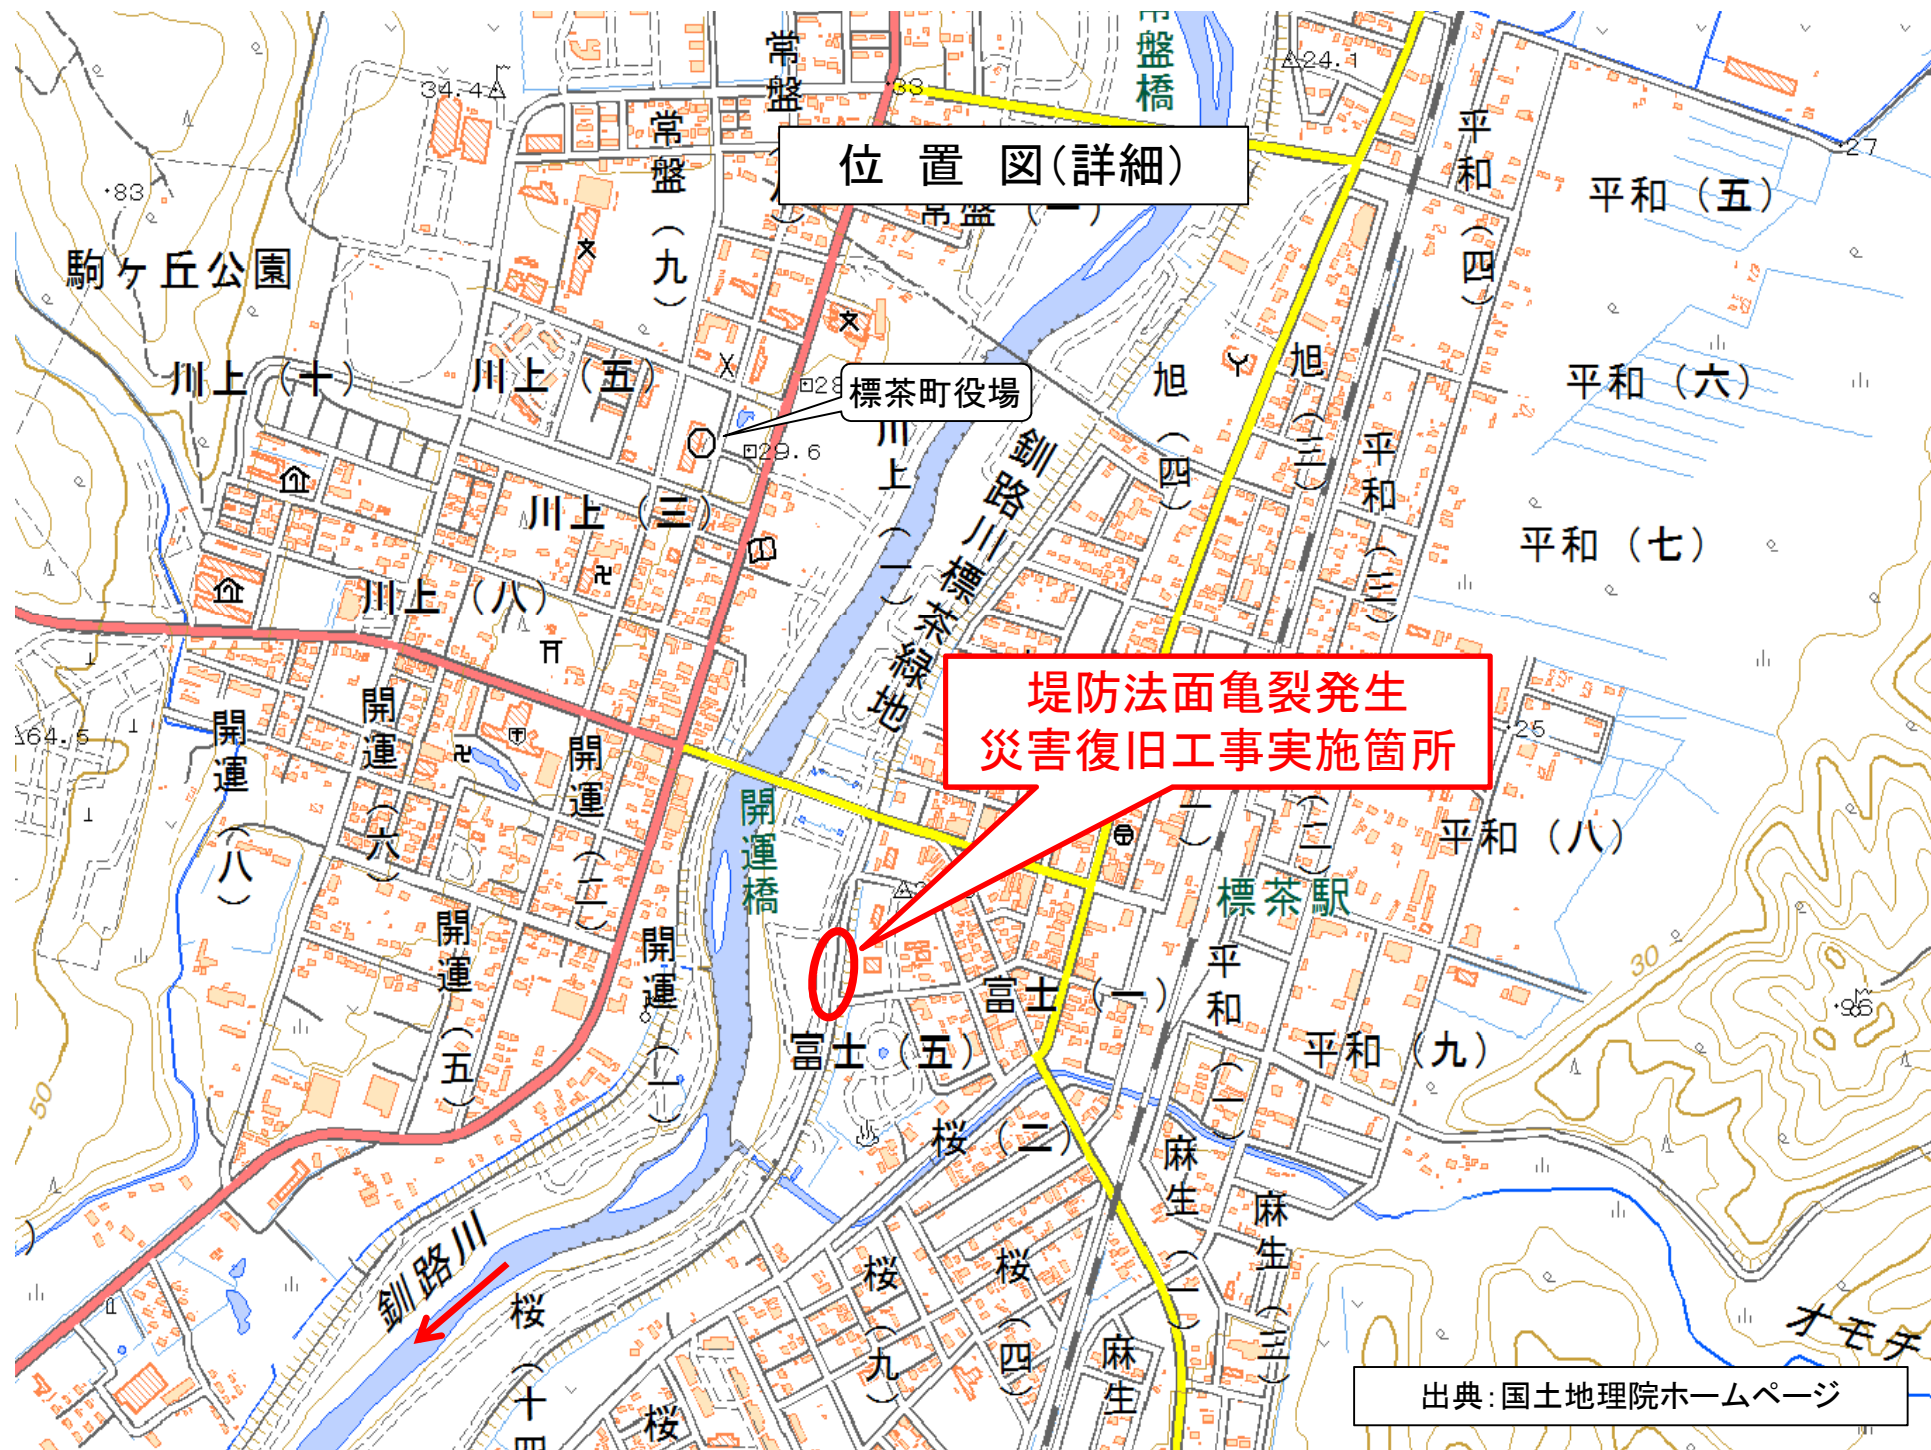 常盤橋
常盤
24.1
34.4
33
常盤(九)
平和(四)
27
位 置 図(詳細)
83
平和(五)
常盤(一)
駒ヶ丘公園
川上(十)
川上(五)
標茶町役場
28
旭(四)
旭(三)
平和(六)
29.6
川上(一)
釧路川標茶緑地
平和(三)
川上(三)
平和(七)
川上(八)
堤防法面亀裂発生
災害復旧工事実施箇所
開運(八)
開運(六)
開運(二)
64.5
25
開運橋
(二)
平和(八)
標茶駅
開運(五)
開運(一)
平和(一)
富士(一)
30
96
富士(五)
平和(九)
50
桜(二)
麻生(一)
麻生(三)
釧路川
桜(九)
桜(四)
桜(十四
麻生
桜
オモチ
出典:国土地理院ホームページ